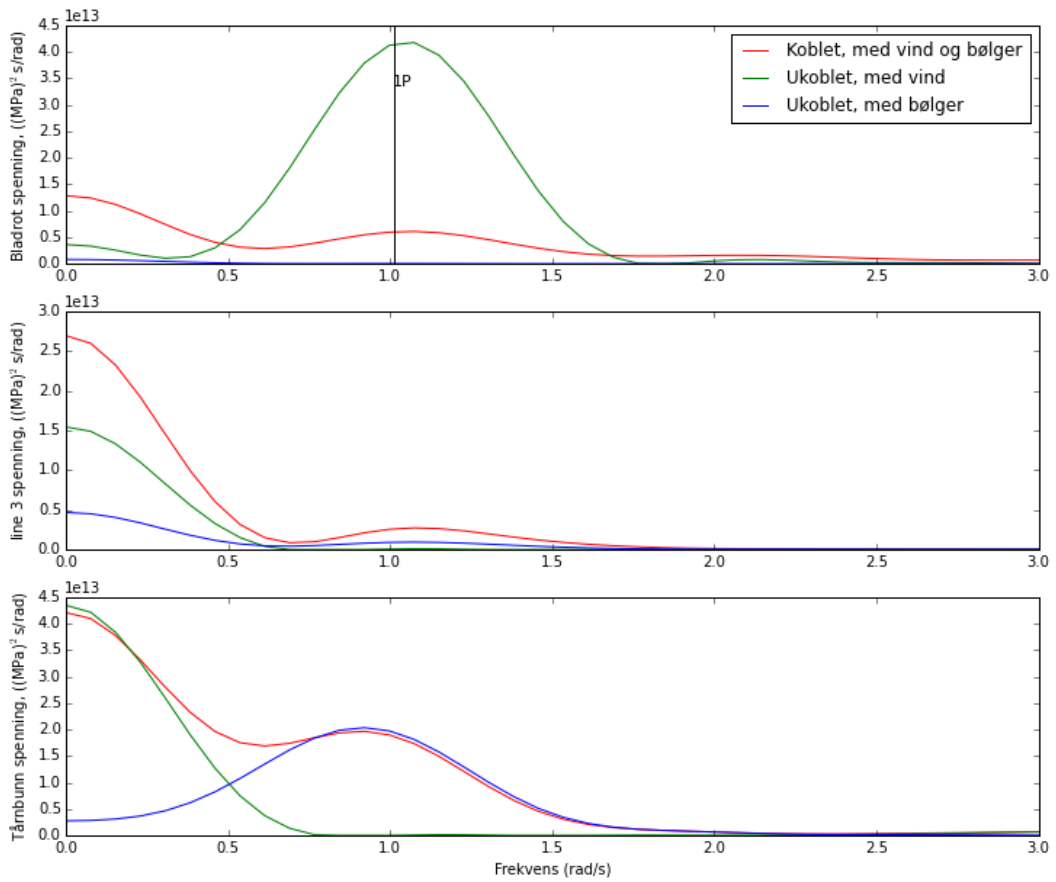 1e13
Bladrot spenning, ((MPa)² s/rad)
4.5
4.0
3.5
3.0
2.5
2.0
1.5
1.0
0.5
0.0
1P
Koblet, med vind og bølger
Ukoblet, med vind
Ukoblet, med bølger
0.0 0.5 1.0 1.5 2.0 2.5 3.0
1e13
line 3 spenning, ((MPa)² s/rad)
3.0
2.5
2.0
1.5
1.0
0.5
0.0
0.0 0.5 1.0 1.5 2.0 2.5 3.0
1e13
Tårnbunn spenning, ((MPa)² s/rad)
4.5
4.0
3.5
3.0
2.5
2.0
1.5
1.0
0.5
0.0
0.0 0.5 1.0 1.5 2.0 2.5 3.0
Frekvens (rad/s)